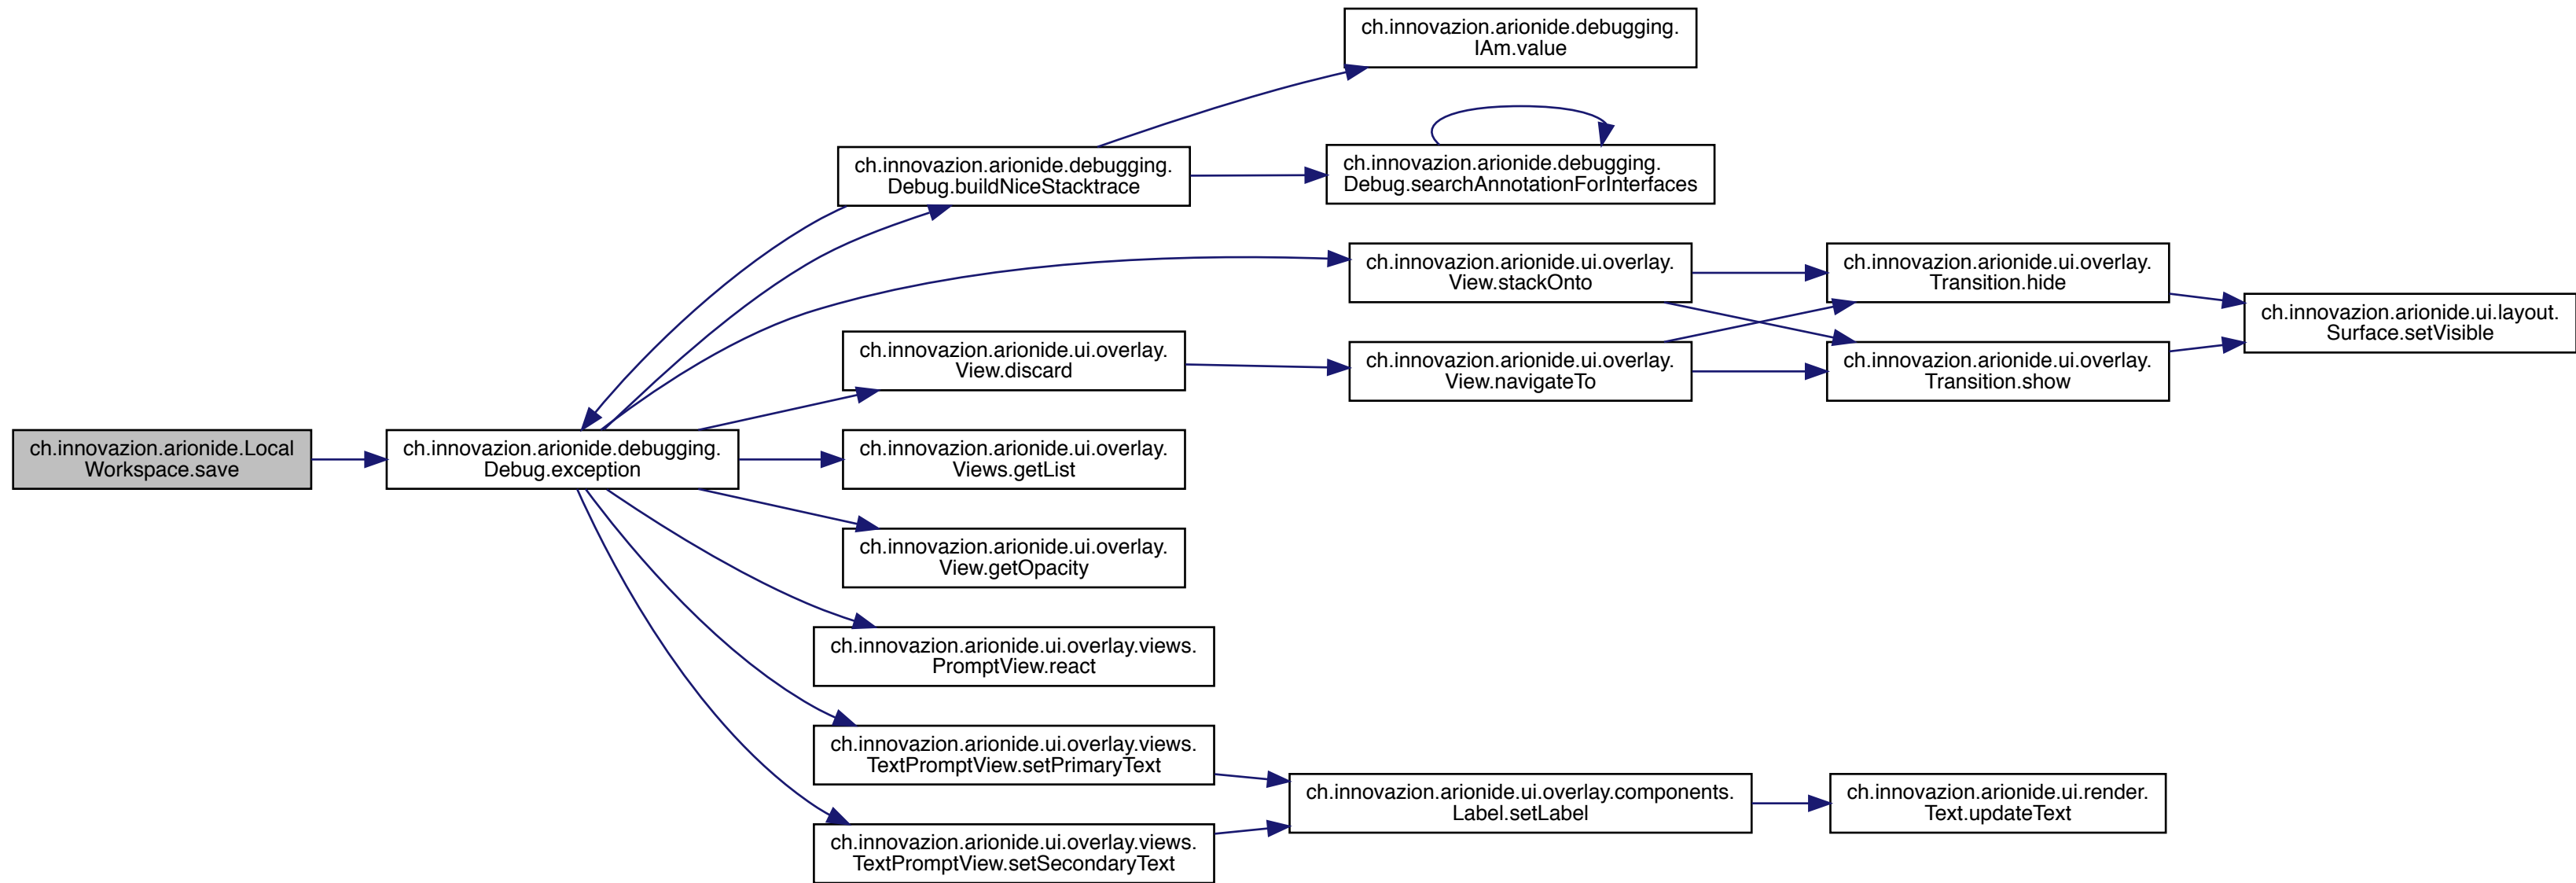 ch.innovazion.arionide.debugging.
IAm.value
ch.innovazion.arionide.debugging.
Debug.buildNiceStacktrace
ch.innovazion.arionide.debugging.
Debug.searchAnnotationForInterfaces
ch.innovazion.arionide.ui.overlay.
View.stackOnto
ch.innovazion.arionide.ui.overlay.
Transition.hide
ch.innovazion.arionide.ui.layout.
Surface.setVisible
ch.innovazion.arionide.ui.overlay.
View.discard
ch.innovazion.arionide.ui.overlay.
View.navigateTo
ch.innovazion.arionide.ui.overlay.
Transition.show
ch.innovazion.arionide.Local
Workspace.save
ch.innovazion.arionide.debugging.
Debug.exception
ch.innovazion.arionide.ui.overlay.
Views.getList
ch.innovazion.arionide.ui.overlay.
View.getOpacity
ch.innovazion.arionide.ui.overlay.views.
PromptView.react
ch.innovazion.arionide.ui.overlay.views.
TextPromptView.setPrimaryText
ch.innovazion.arionide.ui.overlay.components.
Label.setLabel
ch.innovazion.arionide.ui.render.
Text.updateText
ch.innovazion.arionide.ui.overlay.views.
TextPromptView.setSecondaryText